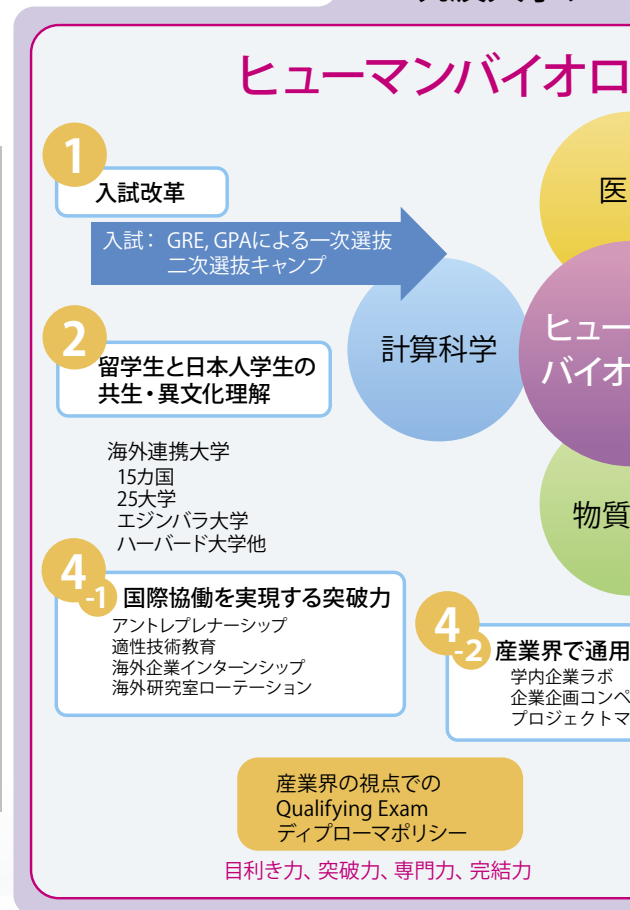 ヒューマンバイオロ
1
入試改革
入試： GRE, GPAによる一次選抜
二次選抜キャンプ
医
計算科学
ヒュー
バイオ
物質
2
留学生と日本人学生の
共生・異文化理解
海外連携大学
15カ国
25大学
エジンバラ大学
ハーバード大学他
4-1
国際協働を実現する突破力
アントレプレナーシップ
適性技術教育
海外企業インターンシップ
海外研究室ローテーション
4-2
産業界で通用
学内企業ラボ
企業企画コンペ
プロジェクトマ
産業界の視点での
Qualifying Exam
ディプローマポリシー
目利き力、突破力、専門力、完結力